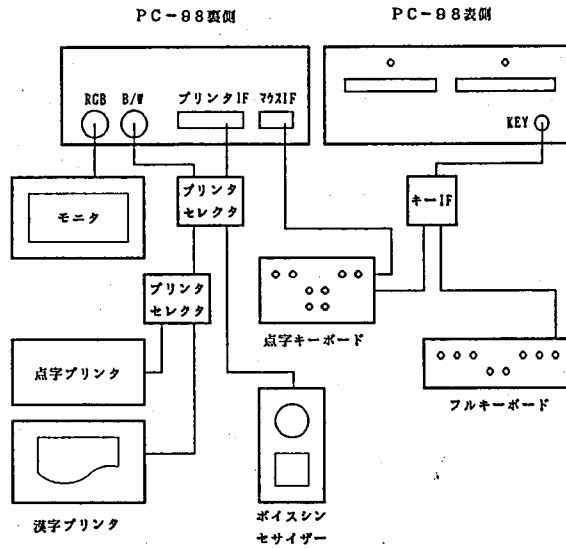 PC-98裏側
PC-98表側
RGB B/W プリンタIF マウスIF
KEY
プリンタ
セレクタ
キーIF
モニタ
プリンタ
セレクタ
点字キーボード
点字プリンタ
フルキーボード
漢字プリンタ
ボイスシン
セサイザー